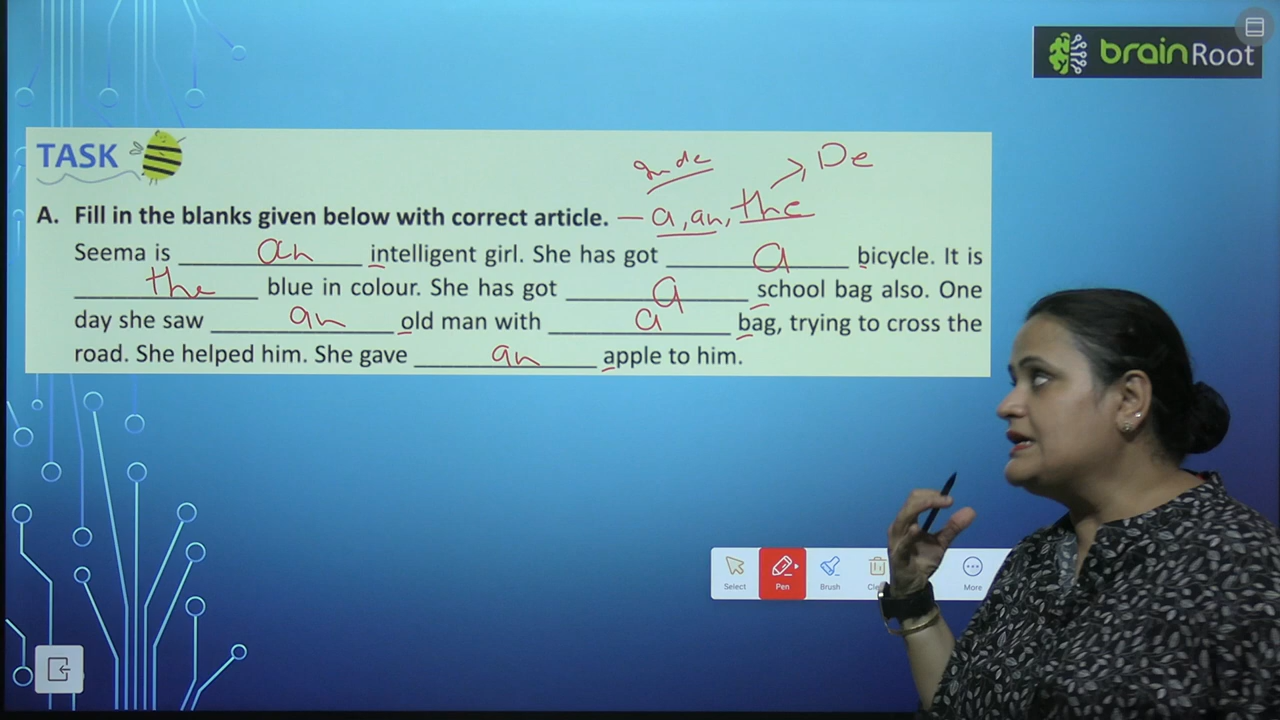 brainRoot
TASK
Inde
De
A. Fill in the blanks given below with correct article. — a, an, the
Seema is an intelligent girl. She has got a bicycle. It is
the blue in colour. She has got a school bag also. One
day she saw an old man with a bag, trying to cross the
road. She helped him. She gave an apple to him.
Select
Pen
Brush
More